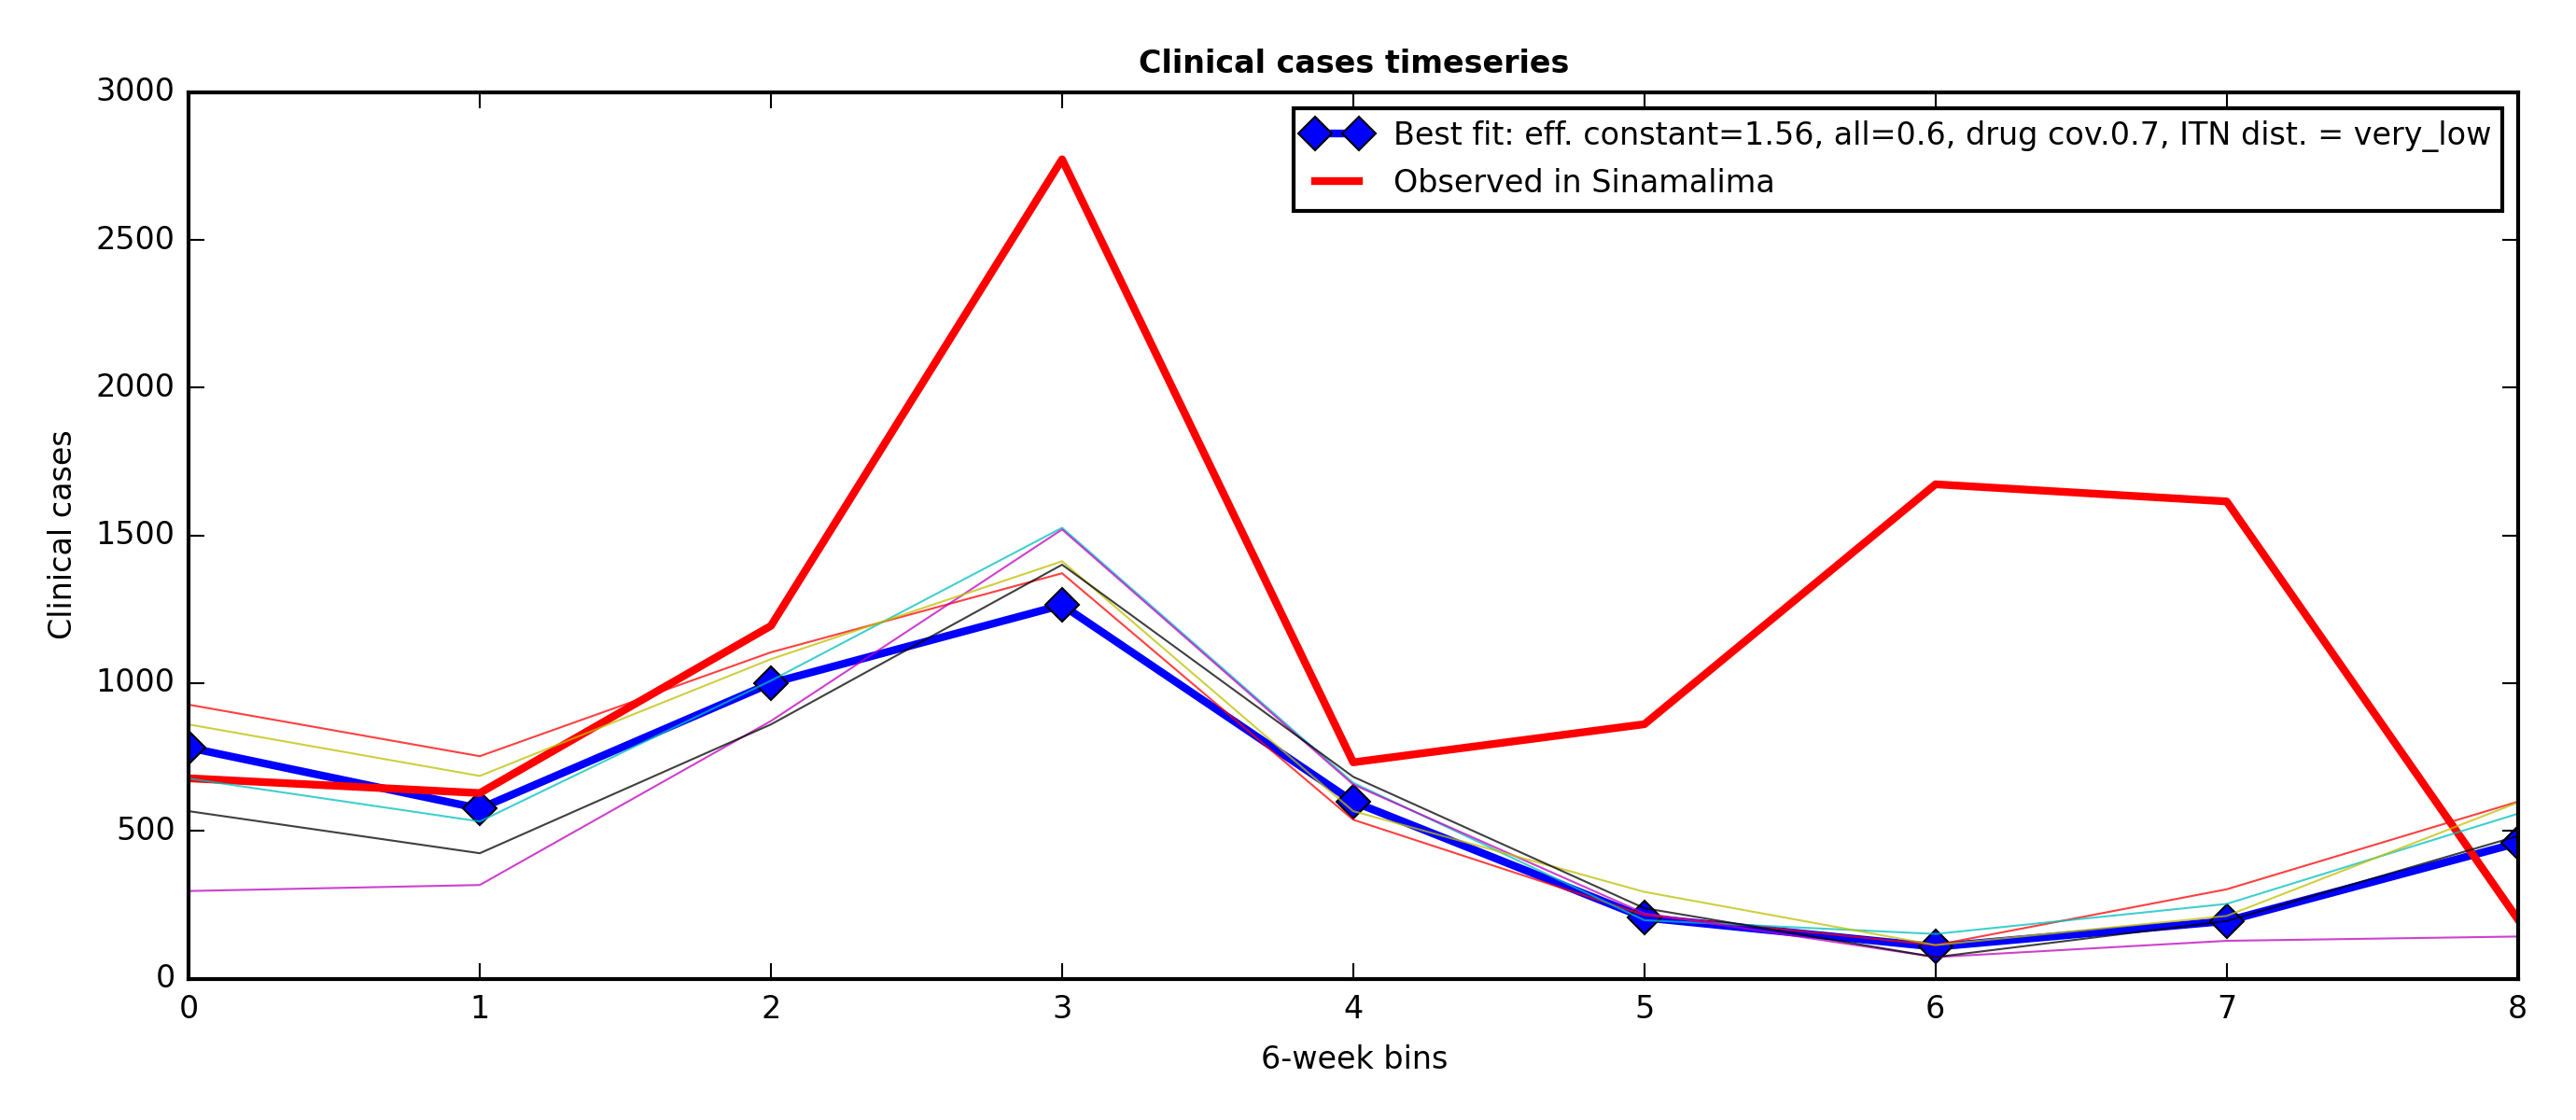 Clinical cases timeseries
3000
2500
2000
1500
1000
500
0
Clinical cases
Best fit: eff. constant=1.56, all=0.6, drug cov.0.7, ITN dist. = very_low
Observed in Sinamalima
0 1 2 3 4 5 6 7 8
6-week bins